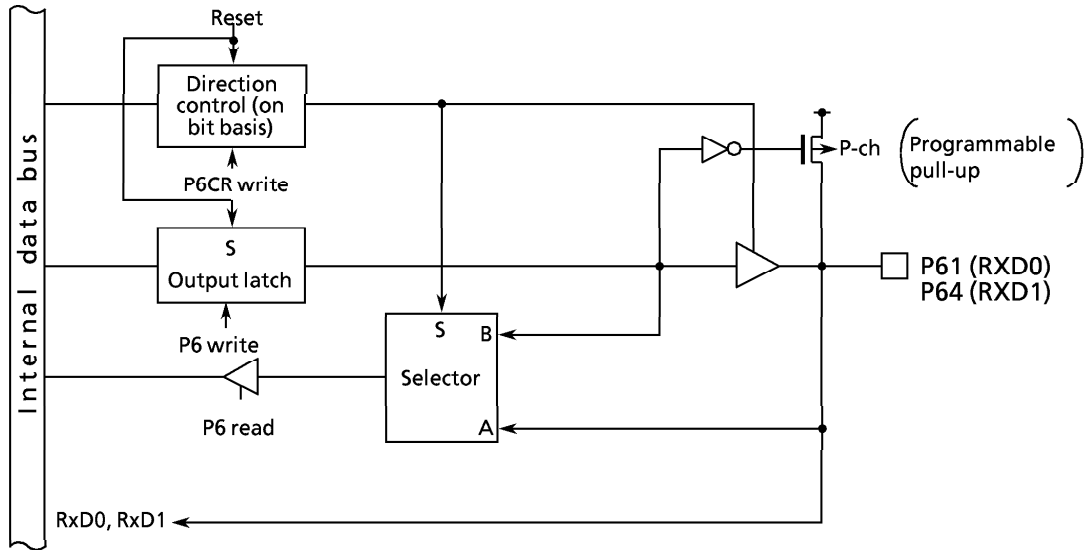 Reset
Direction
control (on
bit basis)
P-ch
Programmable
pull-up
P6CR write
S
Output latch
P61 (RXD0)
P64 (RXD1)
P6 write
S
B
Selector
A
P6 read
RxD0, RxD1
Internal data bus